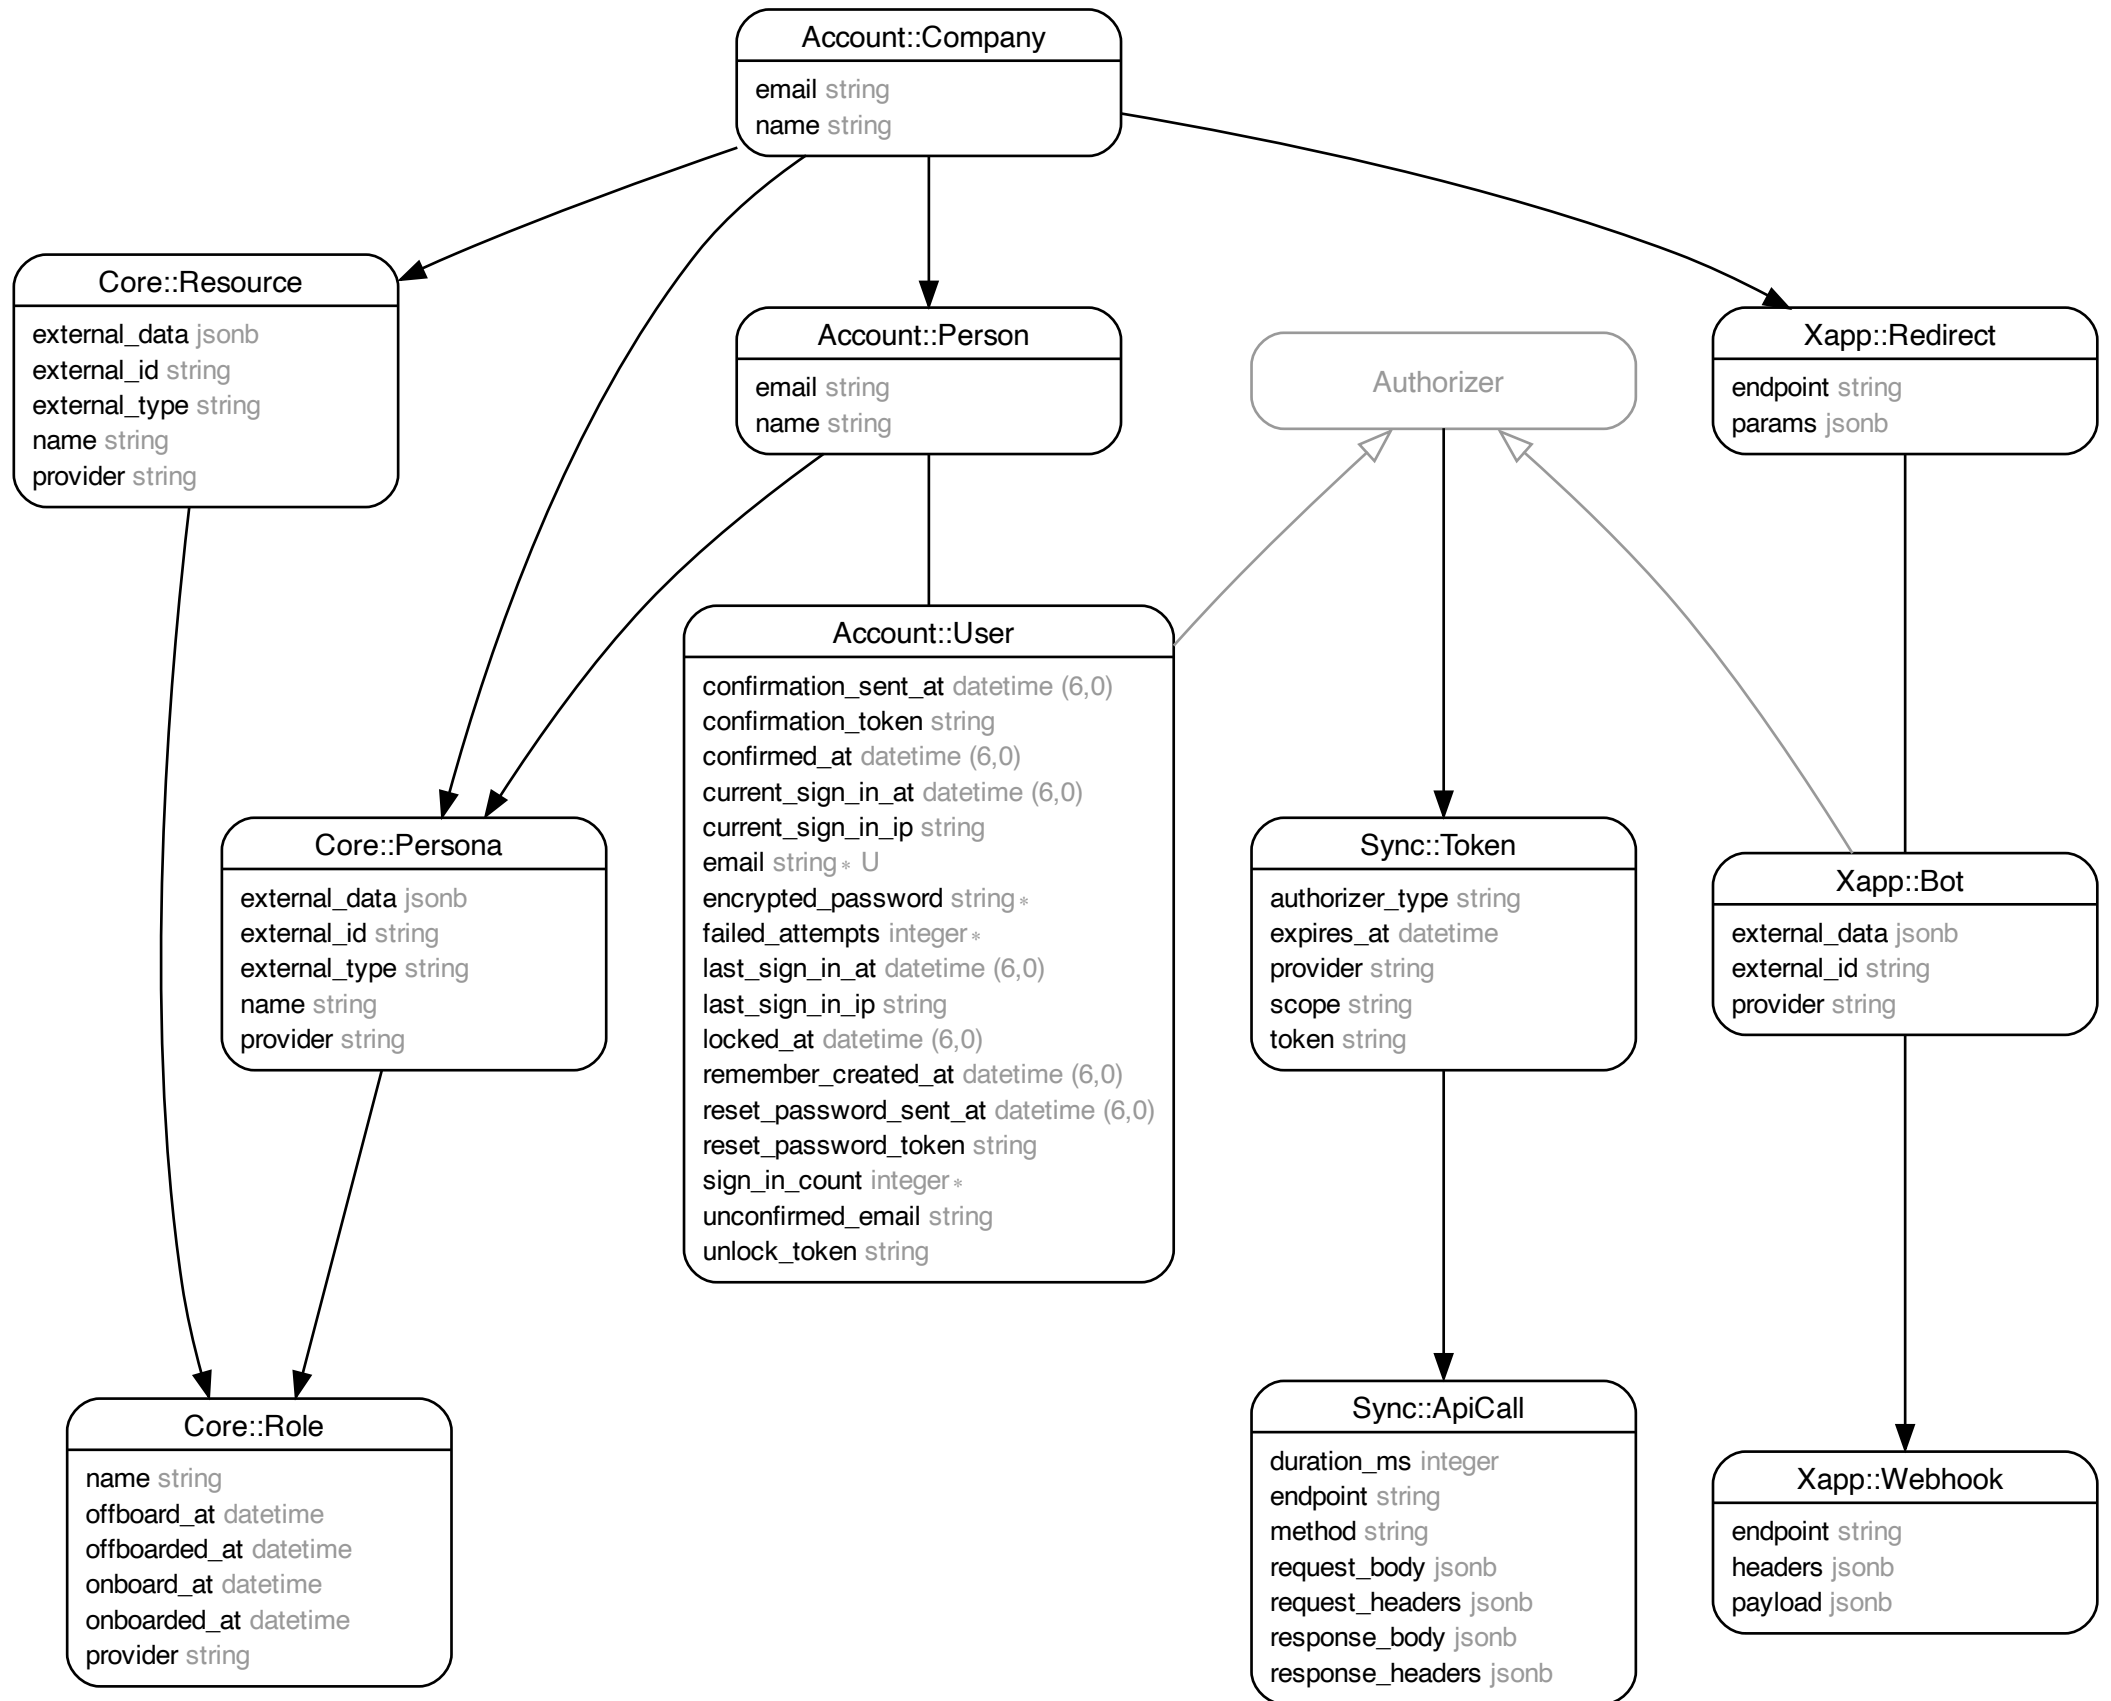 Account::Company
email string
name string
Core::Resource
external_data jsonb
external_id string
external_type string
name string
provider string
Account::Person
email string
name string
Authorizer
Xapp::Redirect
endpoint string
params jsonb
Account::User
confirmation_sent_at datetime (6,0)
confirmation_token string
confirmed_at datetime (6,0)
current_sign_in_at datetime (6,0)
current_sign_in_ip string
email string∗ U
encrypted_password string∗
failed_attempts integer∗
last_sign_in_at datetime (6,0)
last_sign_in_ip string
locked_at datetime (6,0)
remember_created_at datetime (6,0)
reset_password_sent_at datetime (6,0)
reset_password_token string
sign_in_count integer∗
unconfirmed_email string
unlock_token string
Core::Persona
external_data jsonb
external_id string
external_type string
name string
provider string
Sync::Token
authorizer_type string
expires_at datetime
provider string
scope string
token string
Xapp::Bot
external_data jsonb
external_id string
provider string
Core::Role
name string
offboard_at datetime
offboarded_at datetime
onboard_at datetime
onboarded_at datetime
provider string
Sync::ApiCall
duration_ms integer
endpoint string
method string
request_body jsonb
request_headers jsonb
response_body jsonb
response_headers jsonb
Xapp::Webhook
endpoint string
headers jsonb
payload jsonb